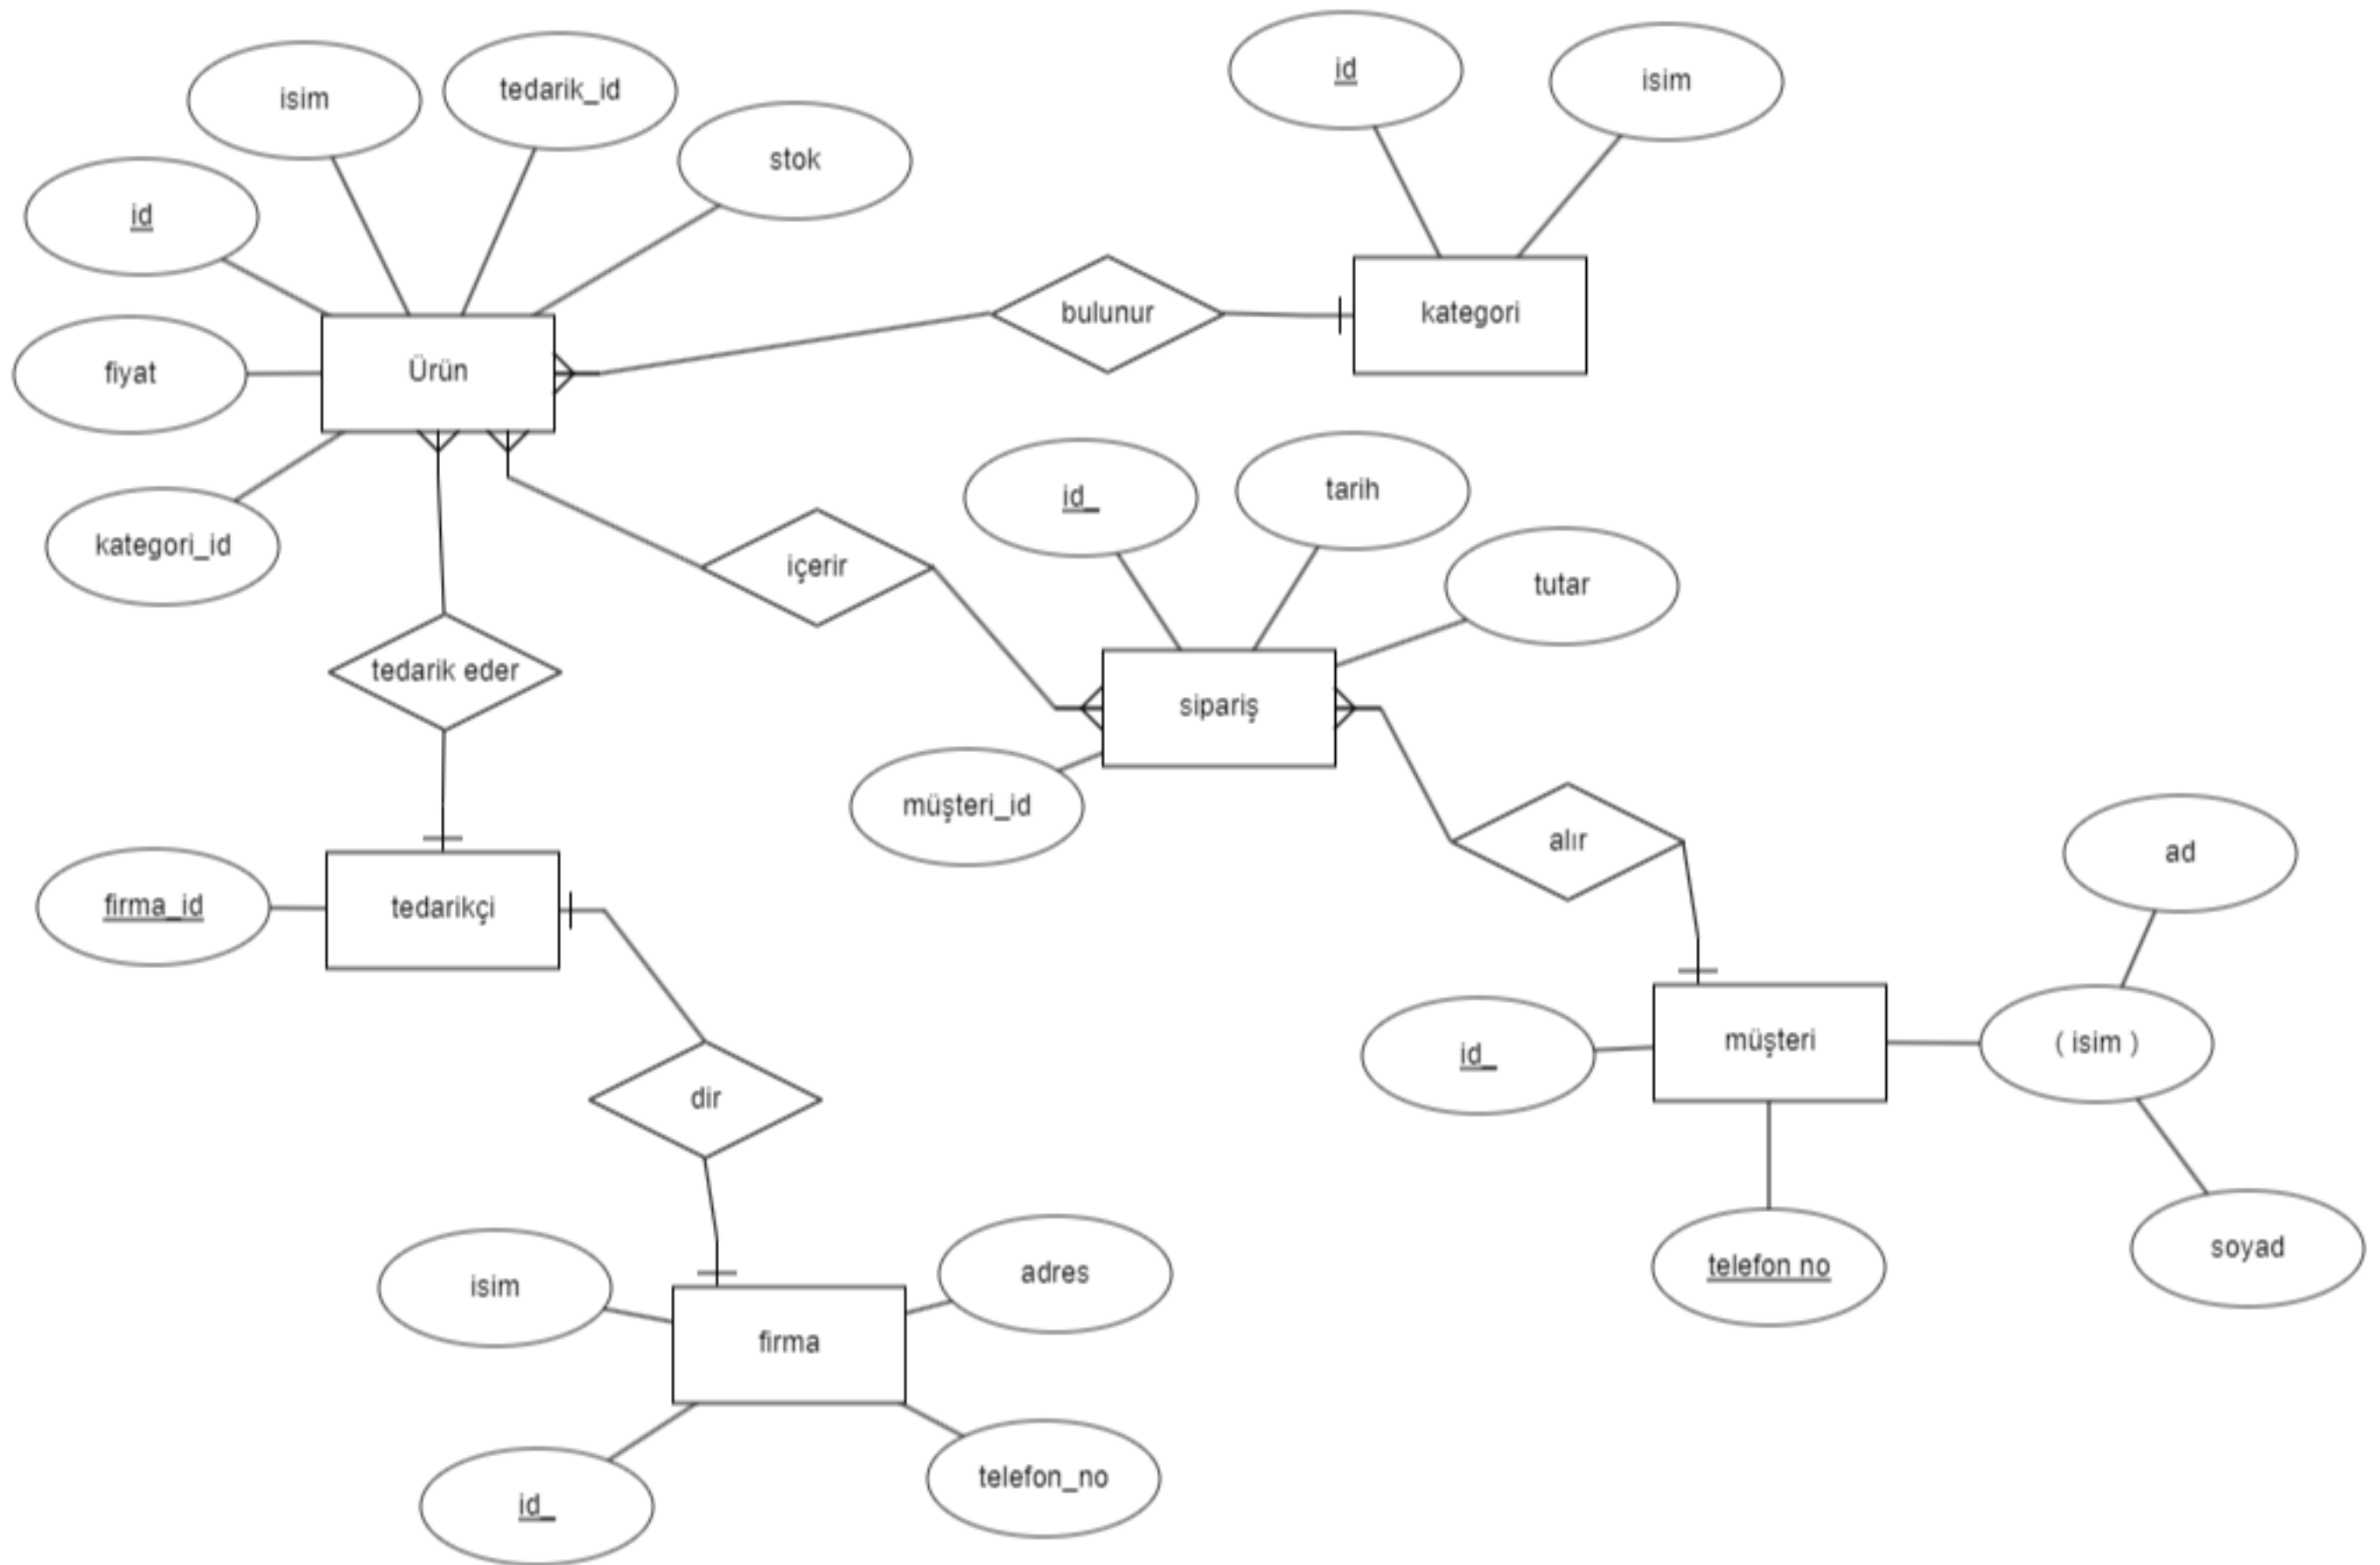 id
isim
tedarik_id
isim
stok
id
bulunur
kategori
Ürün
fiyat
id_
tarih
kategori_id
içerir
tutar
tedarik eder
sipariş
müşteri_id
alır
ad
firma_id
tedarikçi
müşteri
( isim )
id_
dir
soyad
telefon no
adres
isim
firma
telefon_no
id_